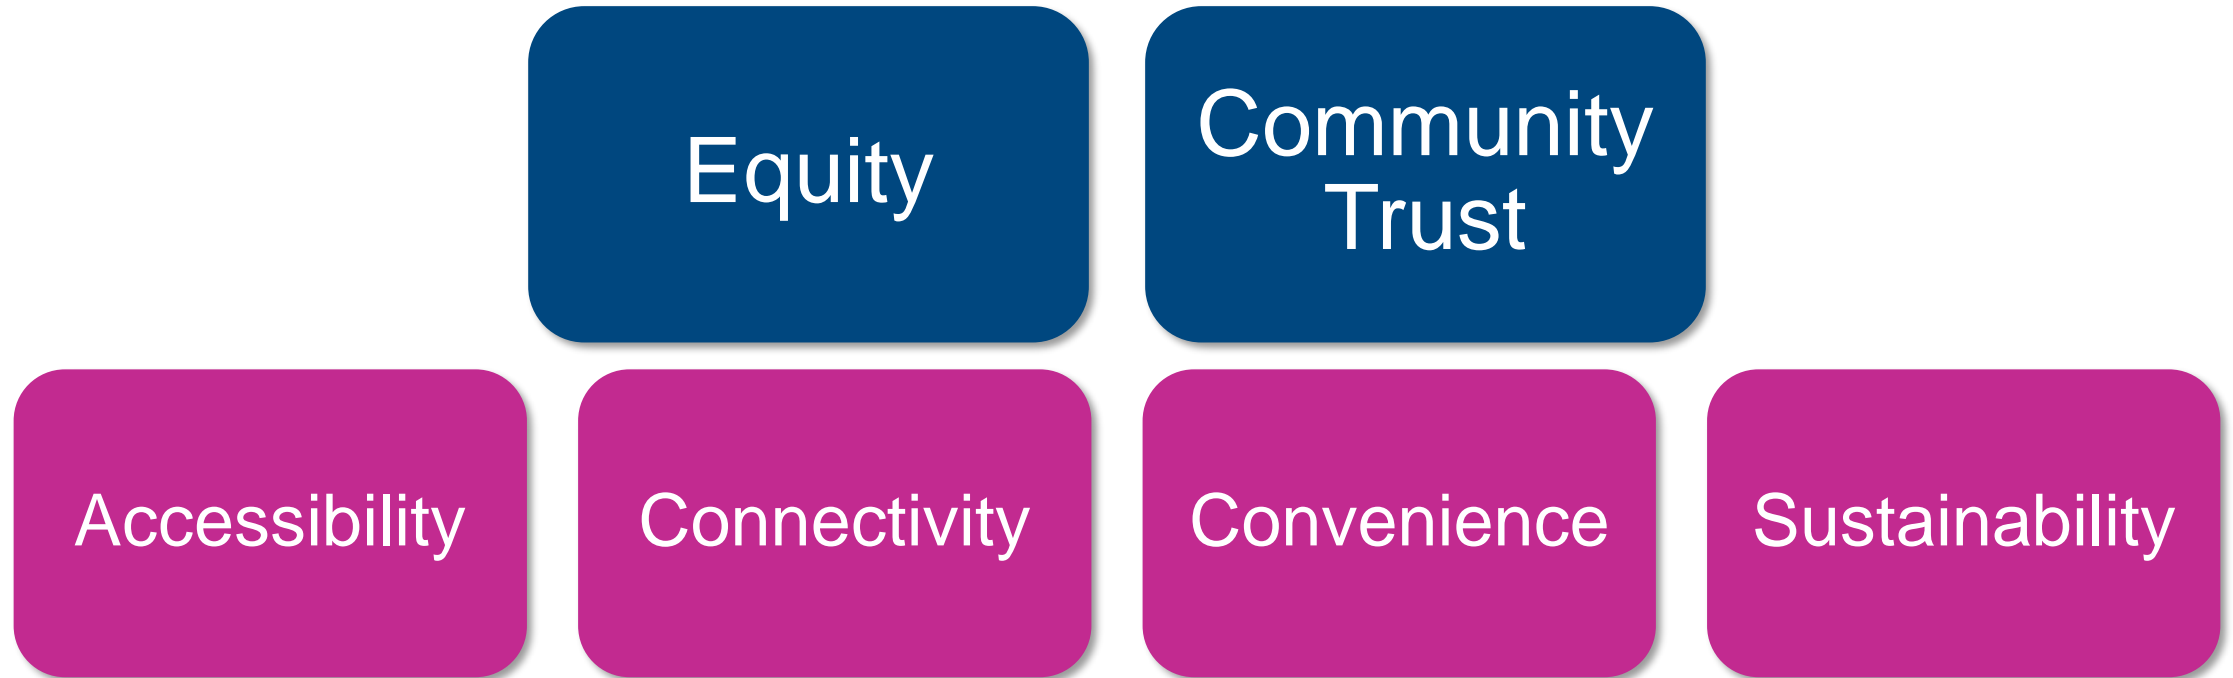 Equity
Community
Trust
Accessibility
Connectivity
Convenience
Sustainability